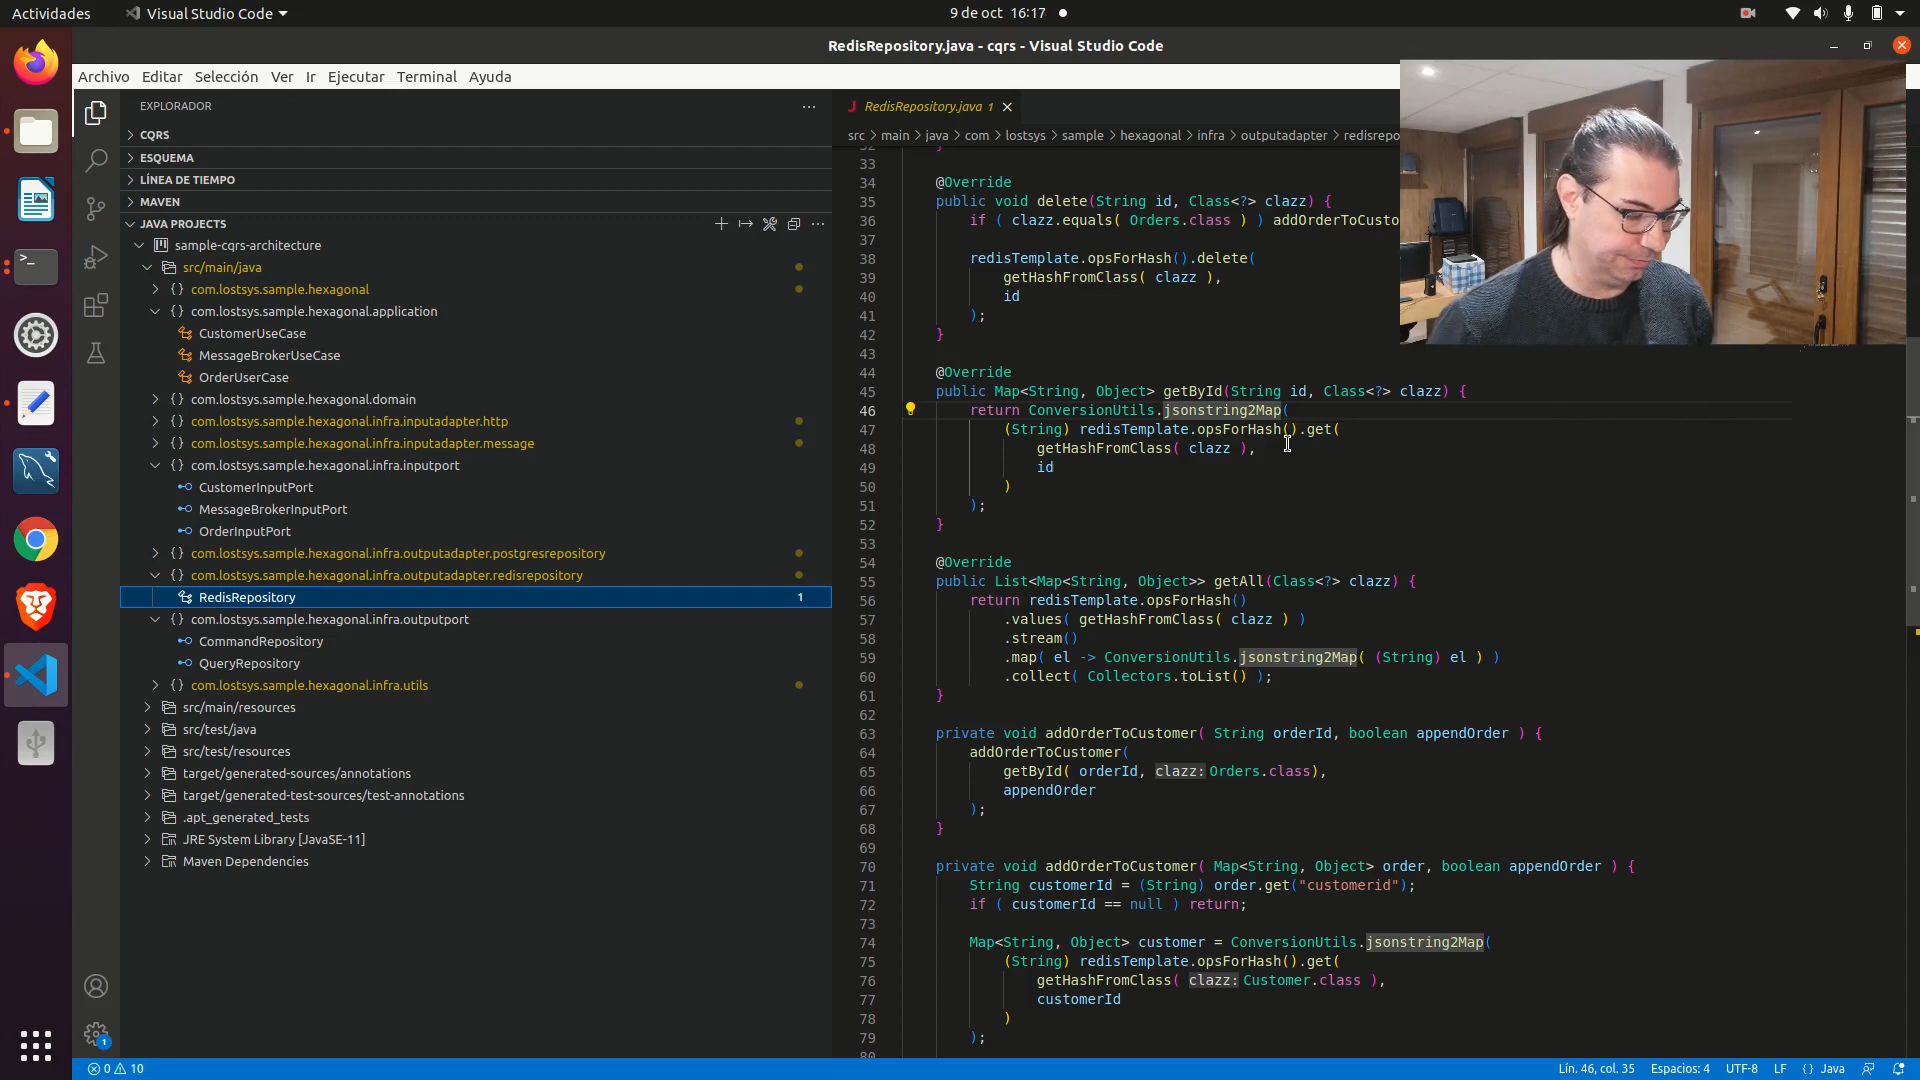 Actividades
Visual Studio Code
9 de oct 16:17
RedisRepository.java - cqrs - Visual Studio Code
Archivo Editar Selección Ver Ir Ejecutar Terminal Ayuda
EXPLORADOR
CQRS
ESQUEMA
LÍNEA DE TIEMPO
MAVEN
JAVA PROJECTS
sample-cqrs-architecture
src/main/java
com.lostsys.sample.hexagonal
com.lostsys.sample.hexagonal.application
CustomerUseCase
MessageBrokerUseCase
OrderUserCase
com.lostsys.sample.hexagonal.domain
com.lostsys.sample.hexagonal.infra.inputadapter.http
com.lostsys.sample.hexagonal.infra.inputadapter.message
com.lostsys.sample.hexagonal.infra.inputport
CustomerInputPort
MessageBrokerInputPort
OrderInputPort
com.lostsys.sample.hexagonal.infra.outputadapter.postgresrepository
com.lostsys.sample.hexagonal.infra.outputadapter.redisrepository
RedisRepository 1
com.lostsys.sample.hexagonal.infra.outputport
CommandRepository
QueryRepository
com.lostsys.sample.hexagonal.infra.utils
src/main/resources
src/test/java
src/test/resources
target/generated-sources/annotations
target/generated-test-sources/test-annotations
.apt_generated_tests
JRE System Library [JavaSE-11]
Maven Dependencies
1
J RedisRepository.java 1
src > main > java > com > lostsys > sample > hexagonal > infra > outputadapter > redisrepo
32 }
33
34 @Override
35 public void delete(String id, Class<?> clazz) {
36 if ( clazz.equals( Orders.class ) ) addOrderToCusto
37
38 redisTemplate.opsForHash().delete(
39 getHashFromClass( clazz ),
40 id
41 );
42 }
43
44 @Override
45 public Map<String, Object> getById(String id, Class<?> clazz) {
46 return ConversionUtils.jsonstring2Map(
47 (String) redisTemplate.opsForHash().get(
48 getHashFromClass( clazz ),
49 id
50 )
51 );
52 }
53
54 @Override
55 public List<Map<String, Object>> getAll(Class<?> clazz) {
56 return redisTemplate.opsForHash()
57 .values( getHashFromClass( clazz ) )
58 .stream()
59 .map( el -> ConversionUtils.jsonstring2Map( (String) el ) )
60 .collect( Collectors.toList() );
61 }
62
63 private void addOrderToCustomer( String orderId, boolean appendOrder ) {
64 addOrderToCustomer(
65 getById( orderId, clazz:Orders.class),
66 appendOrder
67 );
68 }
69
70 private void addOrderToCustomer( Map<String, Object> order, boolean appendOrder ) {
71 String customerId = (String) order.get("customerid");
72 if ( customerId == null ) return;
73
74 Map<String, Object> customer = ConversionUtils.jsonstring2Map(
75 (String) redisTemplate.opsForHash().get(
76 getHashFromClass( clazz:Customer.class ),
77 customerId
78 )
79 );
80
0 10
Lín. 46, col. 35 Espacios: 4 UTF-8 LF {} Java